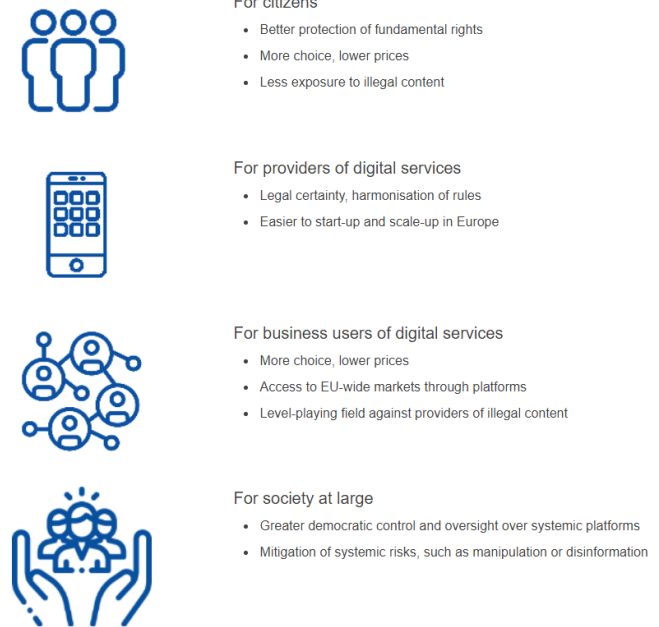 For citizens
Better protection of fundamental rights
More choice, lower prices
Less exposure to illegal content
For providers of digital services
Legal certainty, harmonisation of rules
Easier to start-up and scale-up in Europe
For business users of digital services
More choice, lower prices
Access to EU-wide markets through platforms
Level-playing field against providers of illegal content
For society at large
Greater democratic control and oversight over systemic platforms
Mitigation of systemic risks, such as manipulation or disinformation